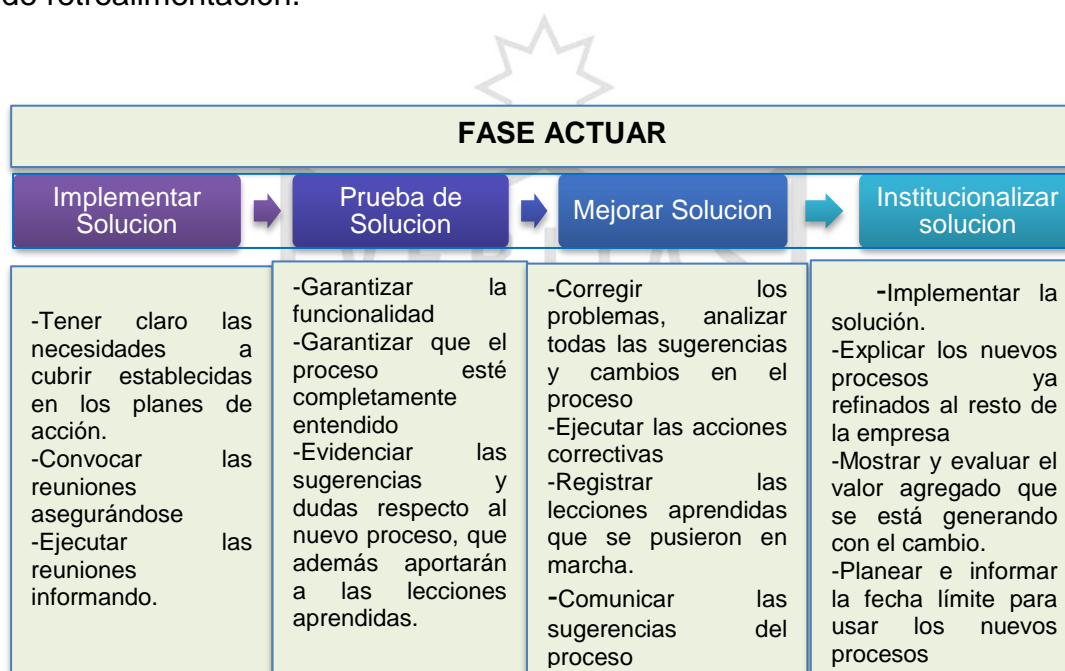 de retroalimentación.
FASE ACTUAR
Implementar
Solucion
Prueba de
Solucion
Mejorar Solucion
Institucionalizar
solucion
-Tener claro las
necesidades a
cubrir establecidas
en los planes de
acción.
-Convocar las
reuniones
asegurándose
-Ejecutar las
reuniones
informando.
-Garantizar la
funcionalidad
-Garantizar que el
proceso esté
completamente
entendido
-Evidenciar las
sugerencias y
dudas respecto al
nuevo proceso, que
además aportarán
a las lecciones
aprendidas.
-Corregir los
problemas, analizar
todas las sugerencias
y cambios en el
proceso
-Ejecutar las acciones
correctivas
-Registrar las
lecciones aprendidas
que se pusieron en
marcha.
-Comunicar las
sugerencias del
proceso
-Implementar la
solución.
-Explicar los nuevos
procesos ya
refinados al resto de
la empresa
-Mostrar y evaluar el
valor agregado que
se está generando
con el cambio.
-Planear e informar
la fecha límite para
usar los nuevos
procesos
VERITAS